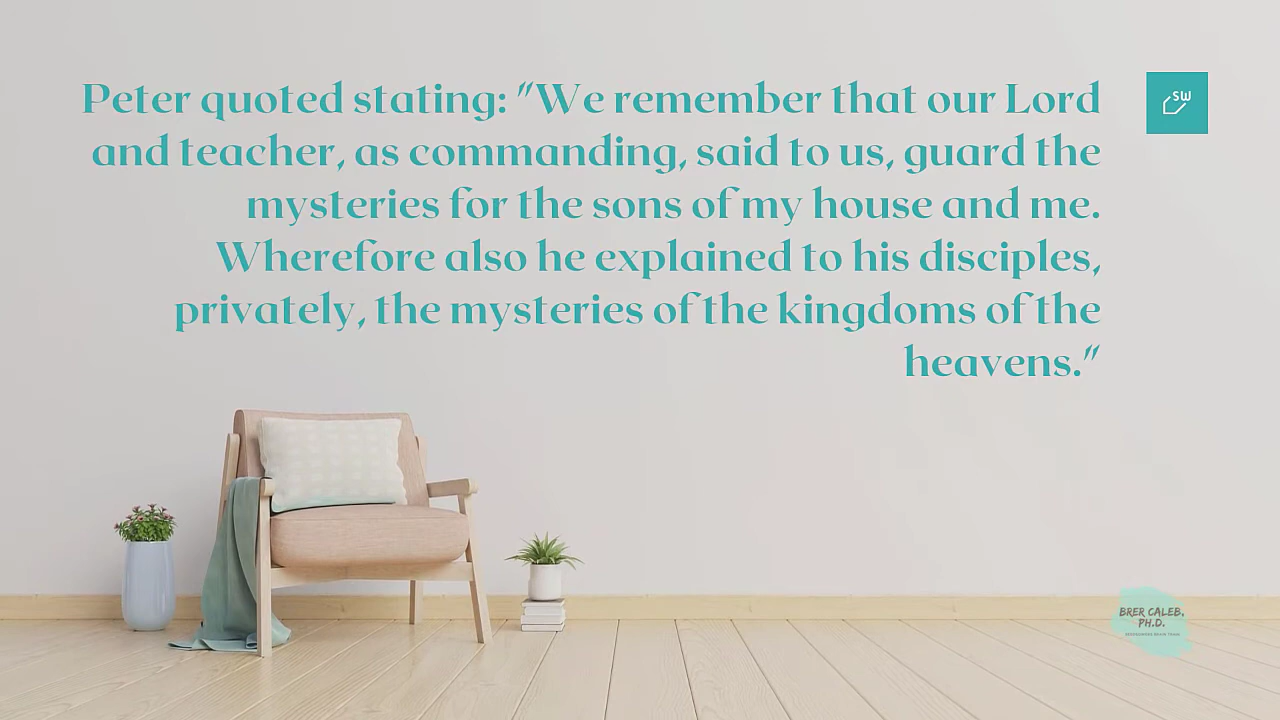 Peter quoted stating: "We remember that our Lord
and teacher, as commanding, said to us, guard the
mysteries for the sons of my house and me.
Wherefore also he explained to his disciples,
privately, the mysteries of the kingdoms of the
heavens."
SW
BRER CALEB,
PH.D.